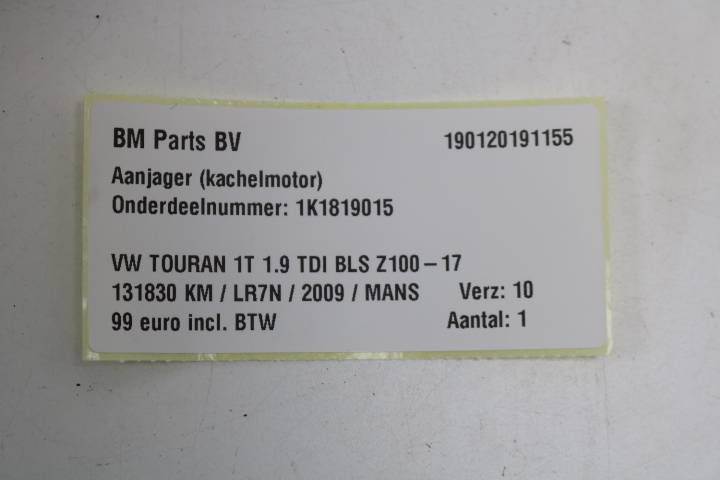 BM Parts BV 190120191155
Aanjager (kachelmotor)
Onderdeelnummer: 1K1819015
VW TOURAN 1T 1.9 TDI BLS Z100-17
131830 KM / LR7N / 2009 / MANS Verz: 10
99 euro incl. BTW Aantal: 1